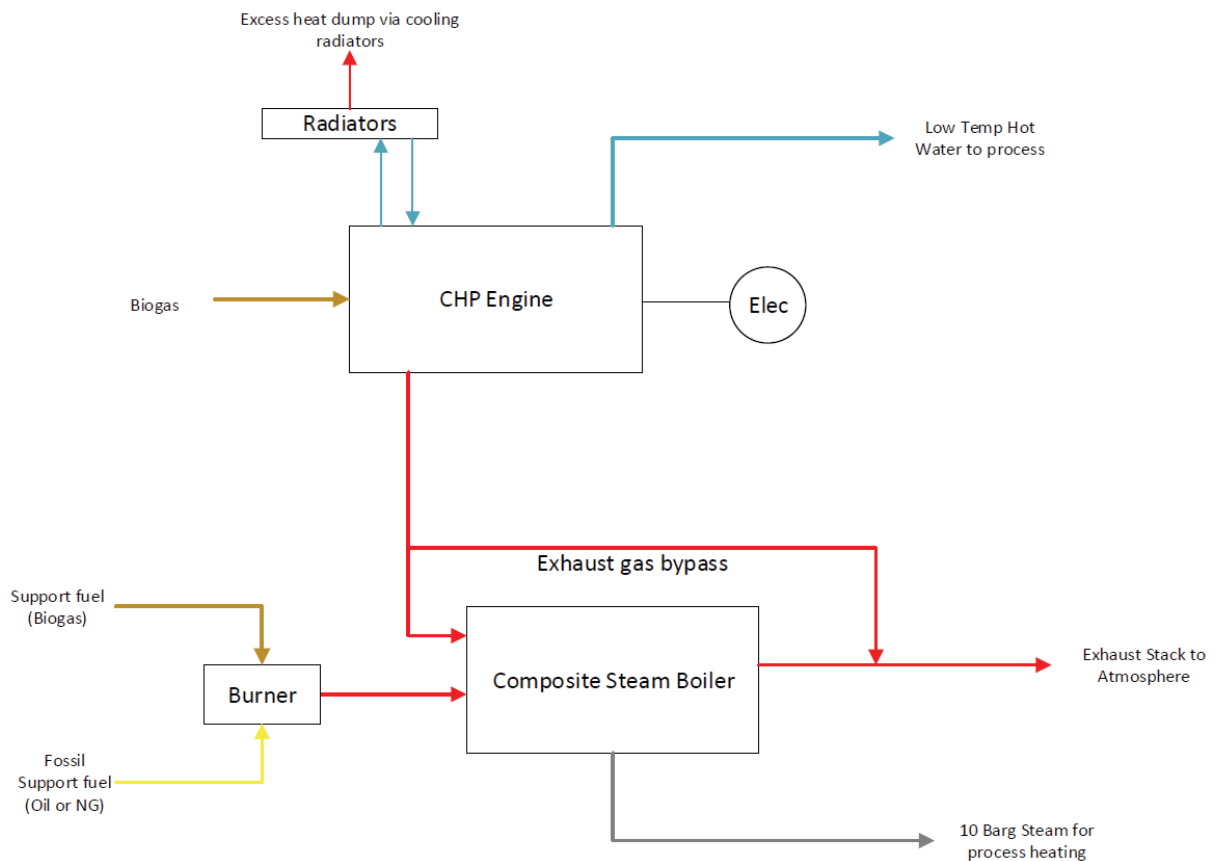 Excess heat dump via cooling
radiators
Radiators
Low Temp Hot
Water to process
Biogas
CHP Engine
Elec
Exhaust gas bypass
Support fuel
(Biogas)
Burner
Composite Steam Boiler
Exhaust Stack to
Atmosphere
Fossil
Support fuel
(Oil or NG)
10 Barg Steam for
process heating